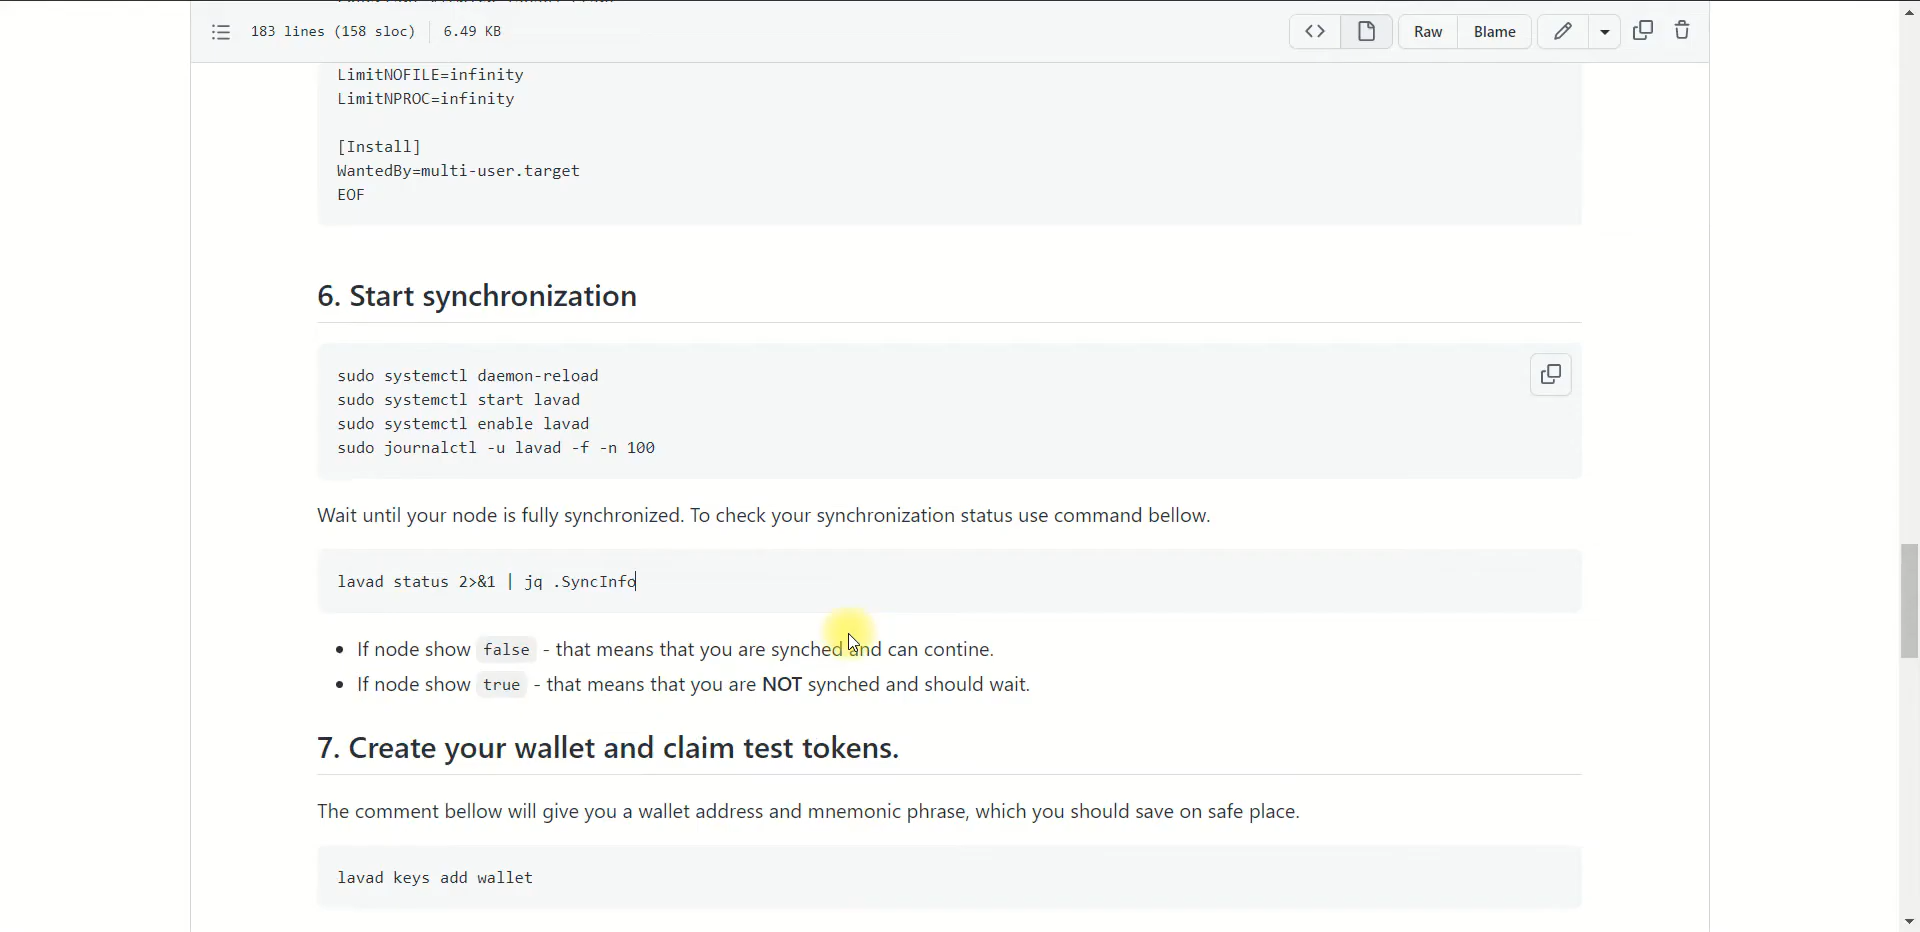 183 lines (158 sloc) 6.49 KB
Raw
Blame
LimitNOFILE=infinity
LimitNPROC=infinity
[Install]
WantedBy=multi-user.target
EOF
6. Start synchronization
sudo systemctl daemon-reload
sudo systemctl start lavad
sudo systemctl enable lavad
sudo journalctl -u lavad -f -n 100
Wait until your node is fully synchronized. To check your synchronization status use command bellow.
lavad status 2>&1 | jq .SyncInfo
• If node show false - that means that you are synched and can contine.
• If node show true - that means that you are NOT synched and should wait.
7. Create your wallet and claim test tokens.
The comment bellow will give you a wallet address and mnemonic phrase, which you should save on safe place.
lavad keys add wallet